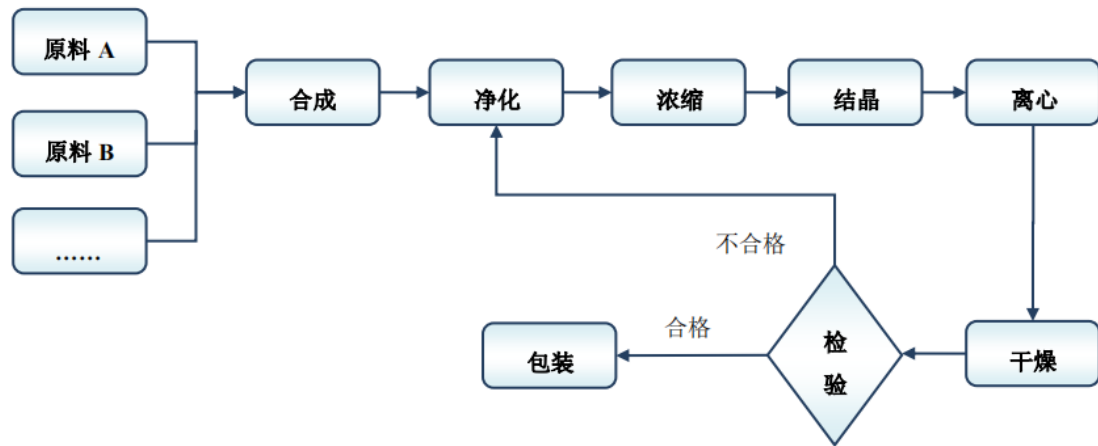 原料 A
原料 B
……
合成
净化
浓缩
结晶
离心
不合格
合格
包装
检
验
干燥